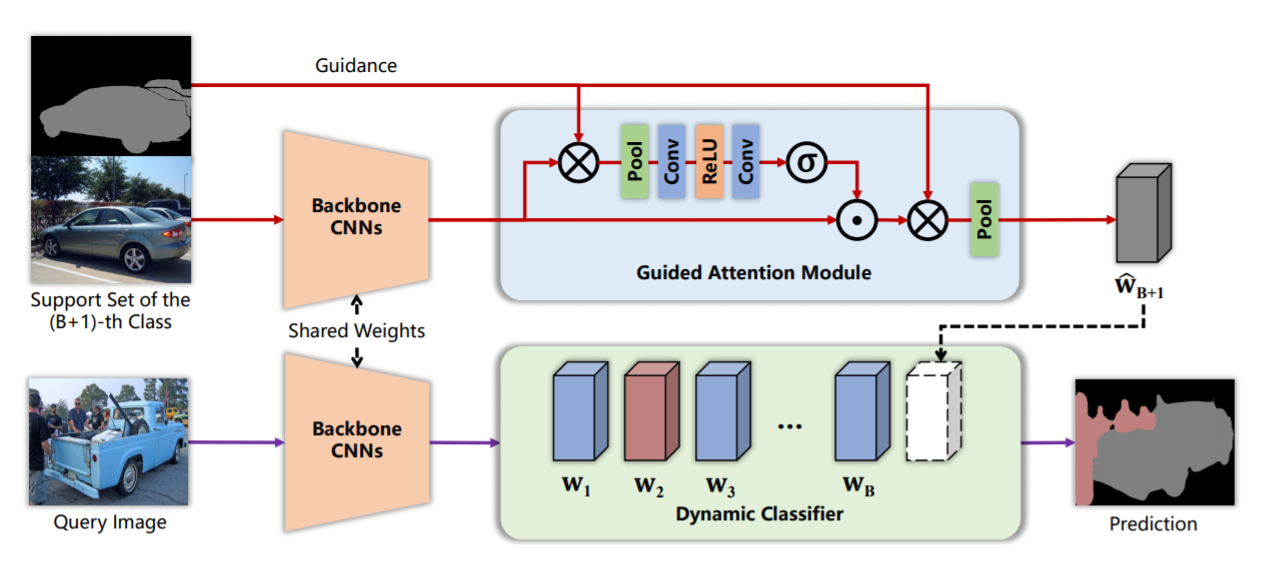 Guidance
Backbone
CNNs
Pool
Conv
ReLU
Conv
σ
Pool
Guided Attention Module
ŵ_{B+1}
Support Set of the
(B+1)-th Class
Shared Weights
Backbone
CNNs
w_1
w_2
w_3
...
w_B
Dynamic Classifier
Query Image
Prediction